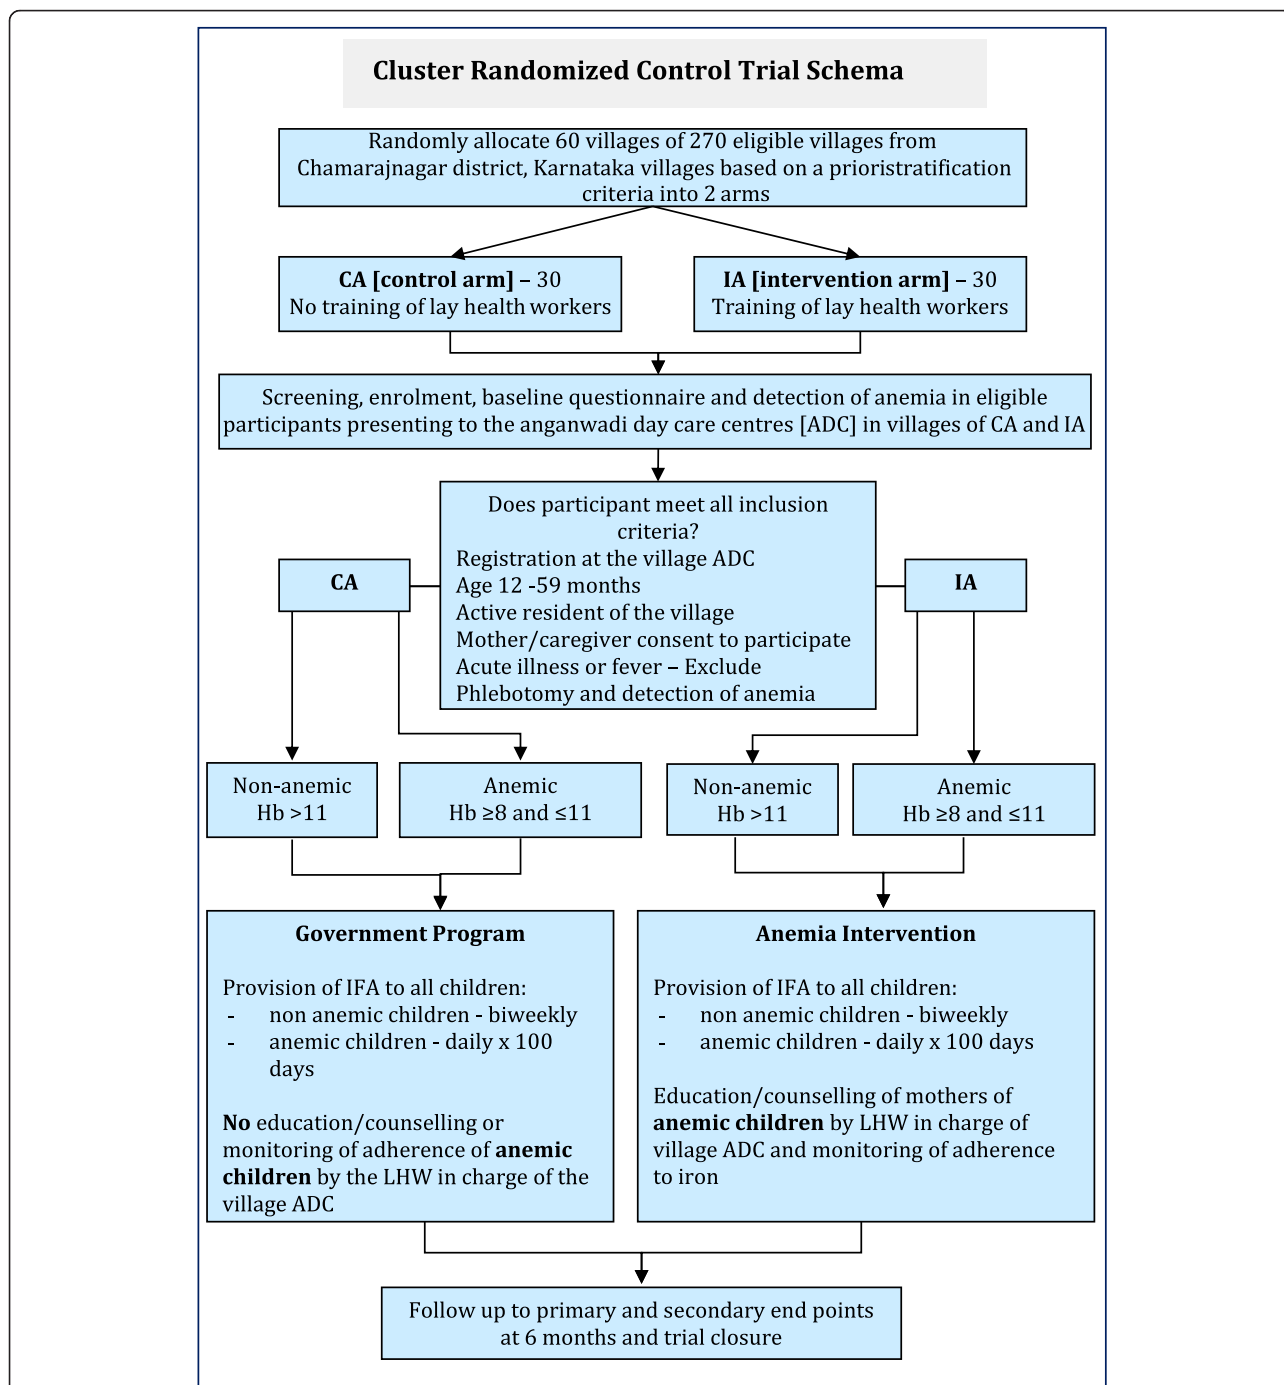 Cluster Randomized Control Trial Schema
Randomly allocate 60 villages of 270 eligible villages from
Chamarajnagar district, Karnataka villages based on a prioristratification
criteria into 2 arms
CA [control arm] – 30
No training of lay health workers
IA [intervention arm] – 30
Training of lay health workers
Screening, enrolment, baseline questionnaire and detection of anemia in eligible
participants presenting to the anganwadi day care centres [ADC] in villages of CA and IA
Does participant meet all inclusion
criteria?
Registration at the village ADC
Age 12 -59 months
Active resident of the village
Mother/caregiver consent to participate
Acute illness or fever – Exclude
Phlebotomy and detection of anemia
CA
IA
Non-anemic
Hb >11
Anemic
Hb ≥8 and ≤11
Non-anemic
Hb >11
Anemic
Hb ≥8 and ≤11
Government Program
Provision of IFA to all children:
- non anemic children - biweekly
- anemic children - daily x 100
days
No education/counselling or
monitoring of adherence of anemic
children by the LHW in charge of the
village ADC
Anemia Intervention
Provision of IFA to all children:
- non anemic children - biweekly
- anemic children - daily x 100 days
Education/counselling of mothers of
anemic children by LHW in charge of
village ADC and monitoring of adherence
to iron
Follow up to primary and secondary end points
at 6 months and trial closure